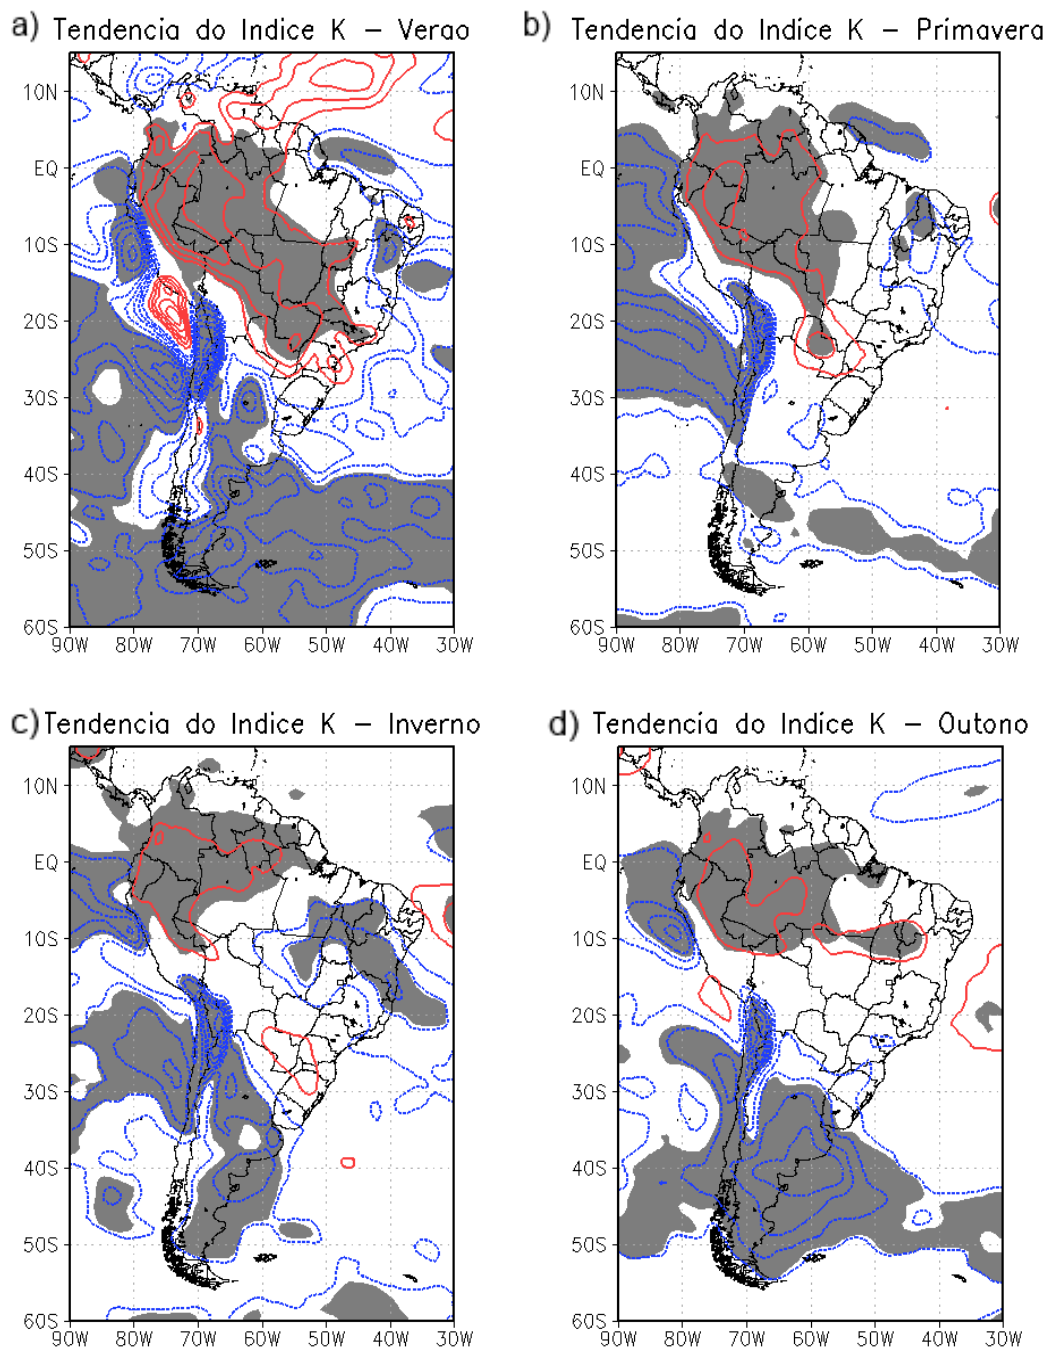 a) Tendencia do Indice K – Verao
10N
EQ
10S
20S
30S
40S
50S
60S
90W 80W 70W 60W 50W 40W 30W
b) Tendencia do Indice K – Primavera
10N
EQ
10S
20S
30S
40S
50S
60S
90W 80W 70W 60W 50W 40W 30W
c) Tendencia do Indice K – Inverno
10N
EQ
10S
20S
30S
40S
50S
60S
90W 80W 70W 60W 50W 40W 30W
d) Tendencia do Indice K – Outono
10N
EQ
10S
20S
30S
40S
50S
60S
90W 80W 70W 60W 50W 40W 30W